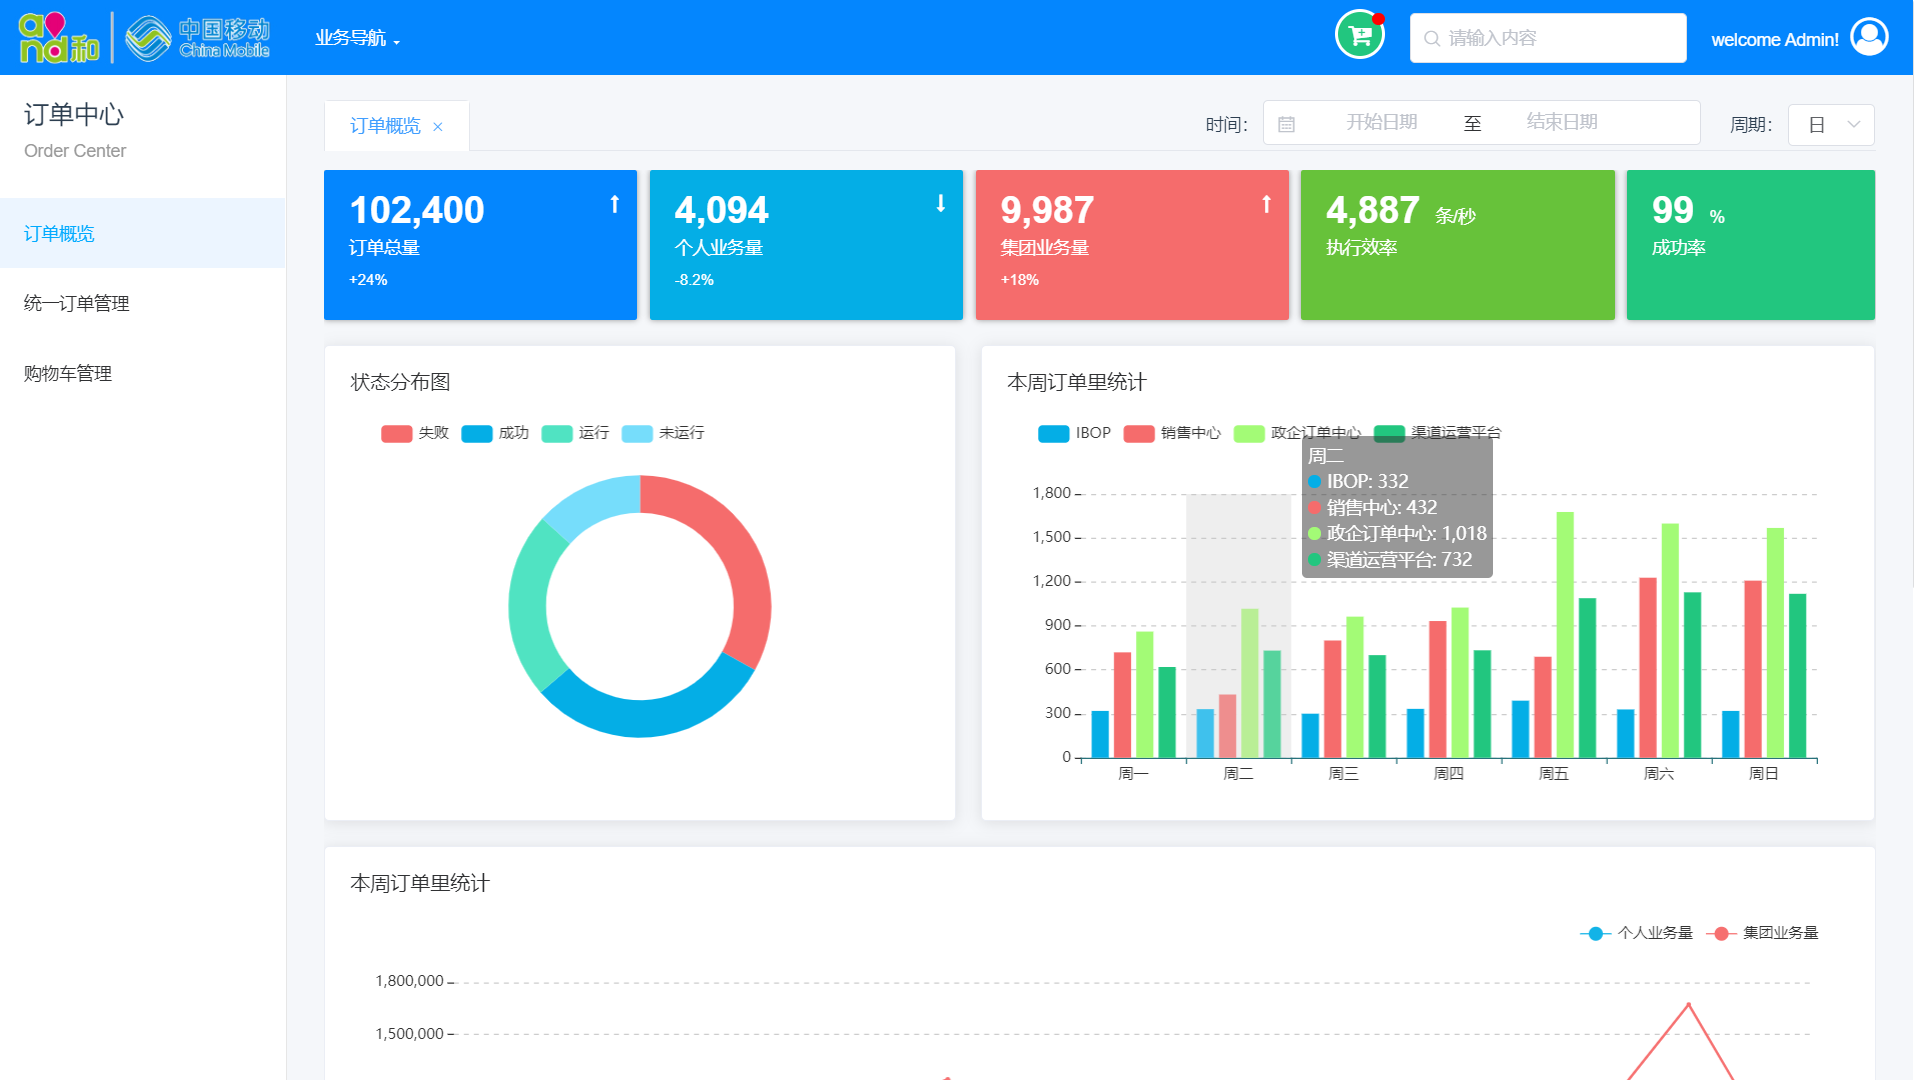 and和
中国移动
China Mobile
业务导航
请输入内容
welcome Admin!
订单中心
Order Center
订单概览
统一订单管理
购物车管理
订单概览 ×
时间：
开始日期 至 结束日期
周期：
日
102,400
订单总量
+24%
4,094
个人业务量
-8.2%
9,987
集团业务量
+18%
4,887 条/秒
执行效率
99 %
成功率
状态分布图
失败 成功 运行 未运行
本周订单里统计
IBOP 销售中心 政企订单中心 渠道运营平台
周二
IBOP: 332
销售中心: 432
政企订单中心: 1,018
渠道运营平台: 732
1,800
1,500
1,200
900
600
300
0
周一 周二 周三 周四 周五 周六 周日
本周订单里统计
个人业务量 集团业务量
1,800,000
1,500,000